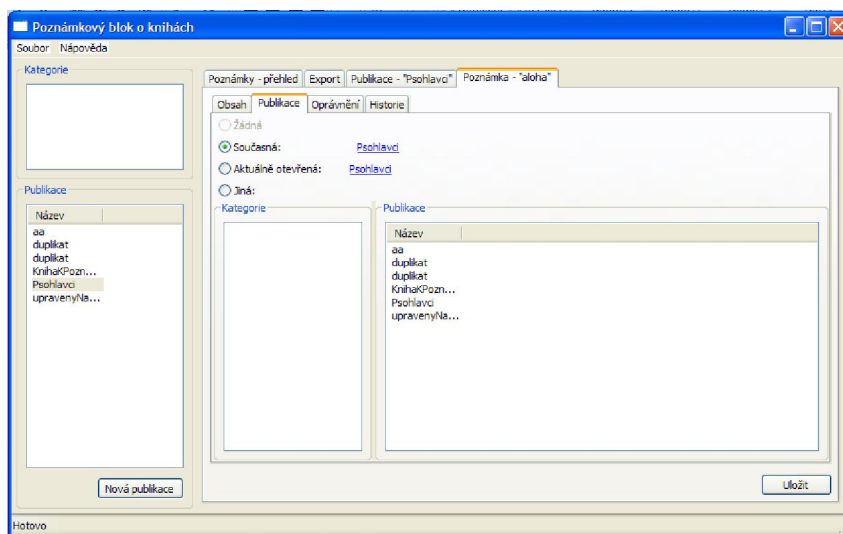 Poznámkový blok o knihách
Soubor Nápověda
Kategorie
Publikace
Název
aa
duplikat
duplikat
KnihaKPozn...
Psohlavci
upravenyNa...
Nová publikace
Poznámky - přehled Export Publikace - "Psohlavci" Poznámka - "aloha"
Obsah Publikace Oprávnění Historie
Žádná
Současná: Psohlavci
Aktuálně otevřená: Psohlavci
Jiná:
Kategorie
Publikace
Název
aa
duplikat
duplikat
KnihaKPozn...
Psohlavci
upravenyNa...
Uložit
Hotovo